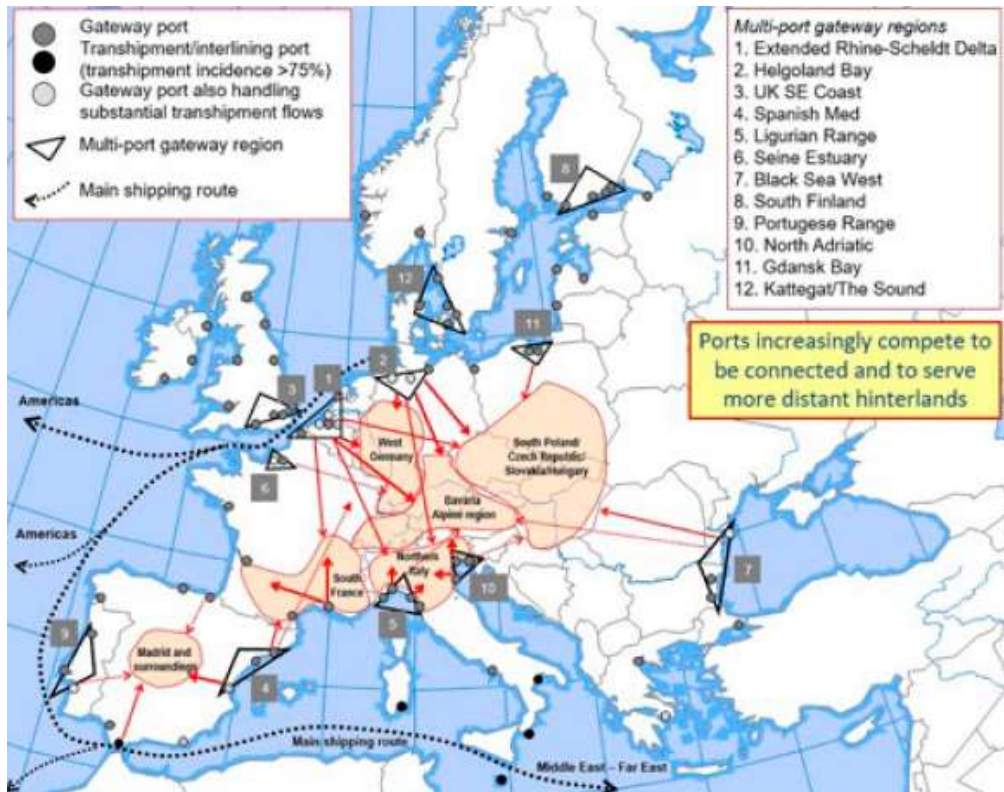 Gateway port
Transhipment/interlining port
(transhipment incidence >75%)
Gateway port also handling
substantial transhipment flows
Multi-port gateway region
Main shipping route
Multi-port gateway regions
1. Extended Rhine-Scheldt Delta
2. Helgoland Bay
3. UK SE Coast
4. Spanish Med
5. Ligurian Range
6. Seine Estuary
7. Black Sea West
8. South Finland
9. Portugese Range
10. North Adriatic
11. Gdansk Bay
12. Kattegat/The Sound
Ports increasingly compete to
be connected and to serve
more distant hinterlands
8
12
11
2
1
3
Americas
West
Germany
South Poland/
Czech Republic/
Slovakia/Hungary
6
Bavaria
Alpine region
Americas
Northern
Italy
South
France
7
10
5
9
Madrid and
surroundings
4
Main shipping route
Middle East – Far East